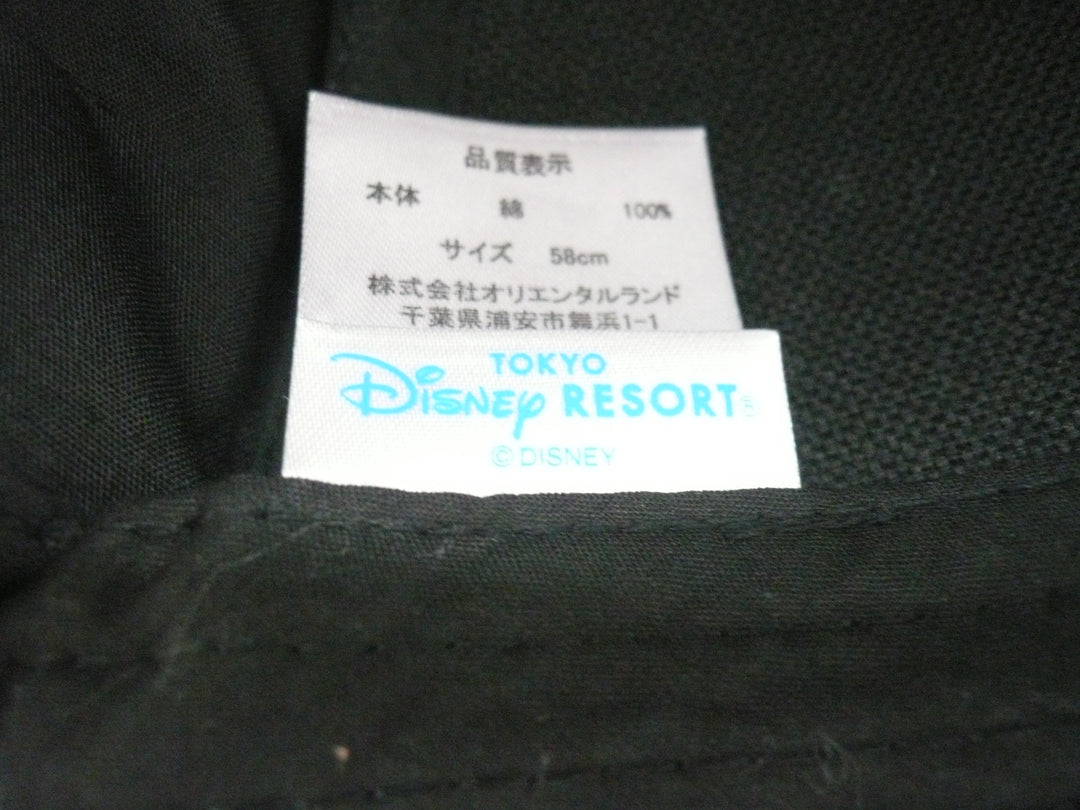 品質表示
本体 綿 100%
サイズ 58cm
株式会社オリエンタルランド
千葉県浦安市舞浜1-1
TOKYO
Disney RESORT®
©DISNEY